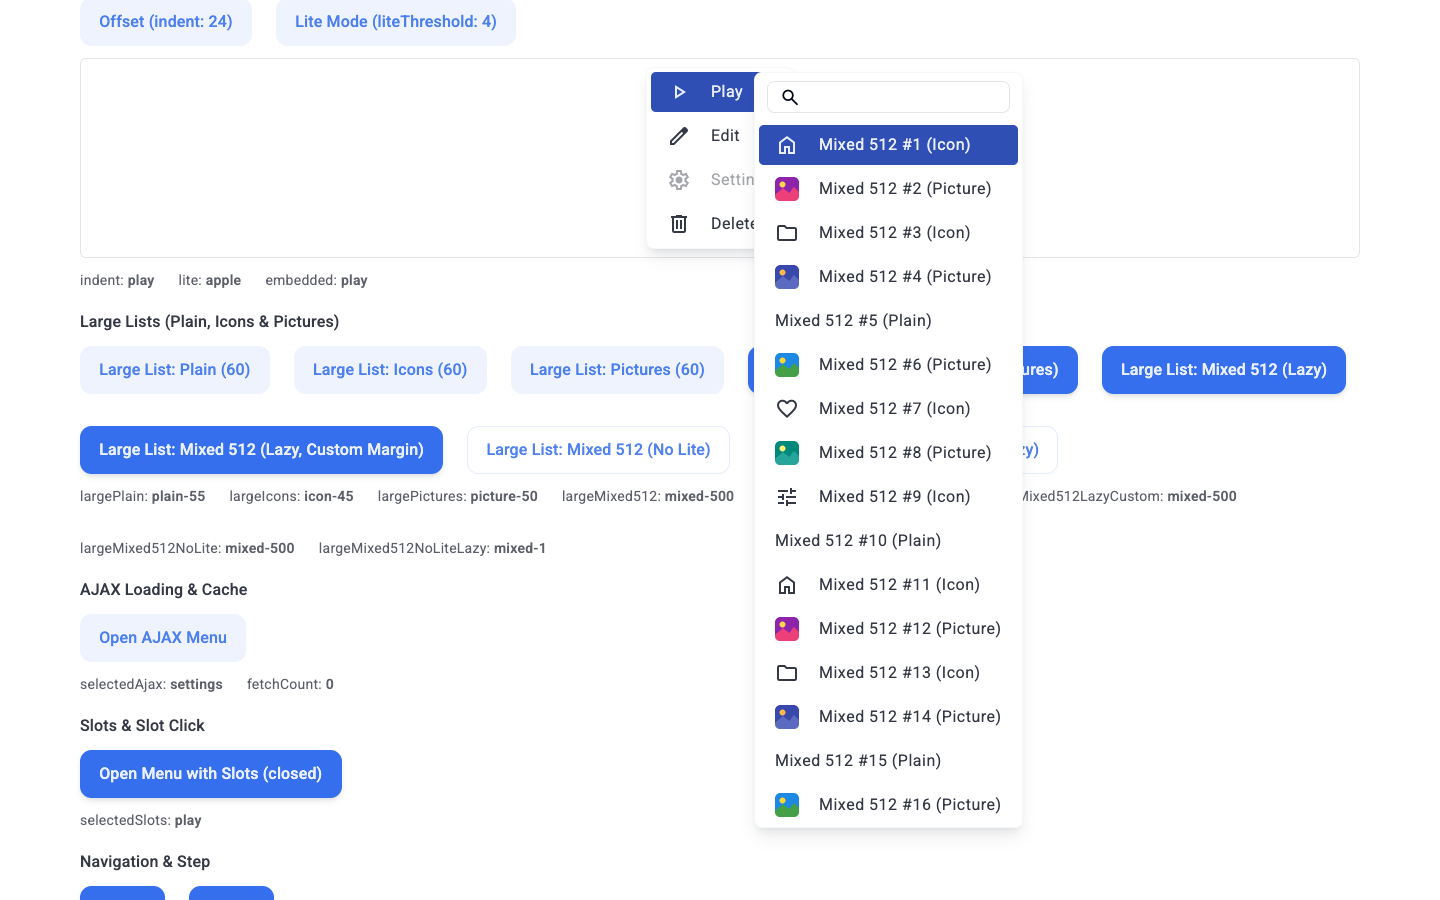 Offset (indent: 24)
Lite Mode (liteThreshold: 4)
Play
Edit
Settin
Delete
Mixed 512 #1 (Icon)
Mixed 512 #2 (Picture)
Mixed 512 #3 (Icon)
Mixed 512 #4 (Picture)
Mixed 512 #5 (Plain)
Mixed 512 #6 (Picture)
Mixed 512 #7 (Icon)
Mixed 512 #8 (Picture)
Mixed 512 #9 (Icon)
Mixed 512 #10 (Plain)
Mixed 512 #11 (Icon)
Mixed 512 #12 (Picture)
Mixed 512 #13 (Icon)
Mixed 512 #14 (Picture)
Mixed 512 #15 (Plain)
Mixed 512 #16 (Picture)
indent: play lite: apple embedded: play
Large Lists (Plain, Icons & Pictures)
Large List: Plain (60)
Large List: Icons (60)
Large List: Pictures (60)
ures)
Large List: Mixed 512 (Lazy)
Large List: Mixed 512 (Lazy, Custom Margin)
Large List: Mixed 512 (No Lite)
zy)
largePlain: plain-55 largeIcons: icon-45 largePictures: picture-50 largeMixed512: mixed-500 Mixed512LazyCustom: mixed-500
largeMixed512NoLite: mixed-500 largeMixed512NoLiteLazy: mixed-1
AJAX Loading & Cache
Open AJAX Menu
selectedAjax: settings fetchCount: 0
Slots & Slot Click
Open Menu with Slots (closed)
selectedSlots: play
Navigation & Step